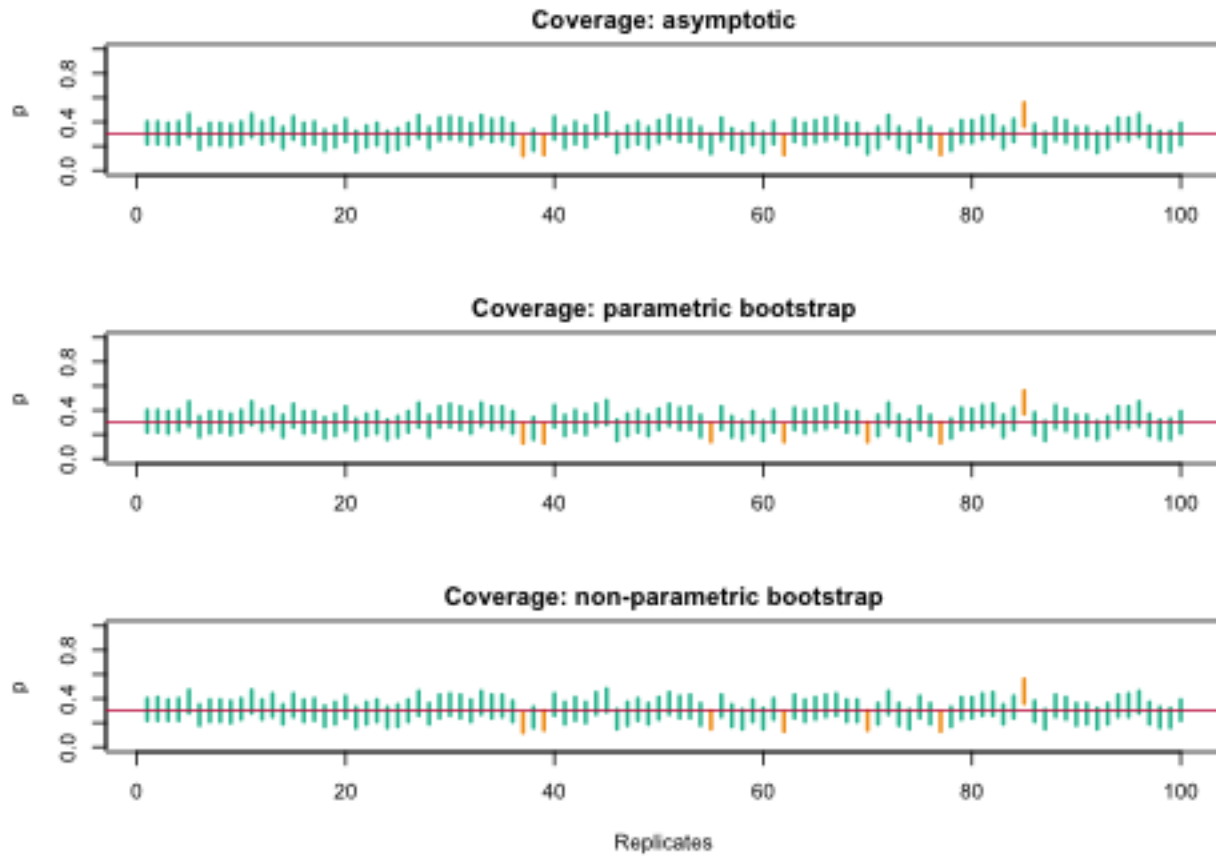 Coverage: asymptotic
p
0.0 0.4 0.8
0 20 40 60 80 100
Coverage: parametric bootstrap
p
0.0 0.4 0.8
0 20 40 60 80 100
Coverage: non-parametric bootstrap
p
0.0 0.4 0.8
0 20 40 60 80 100
Replicates